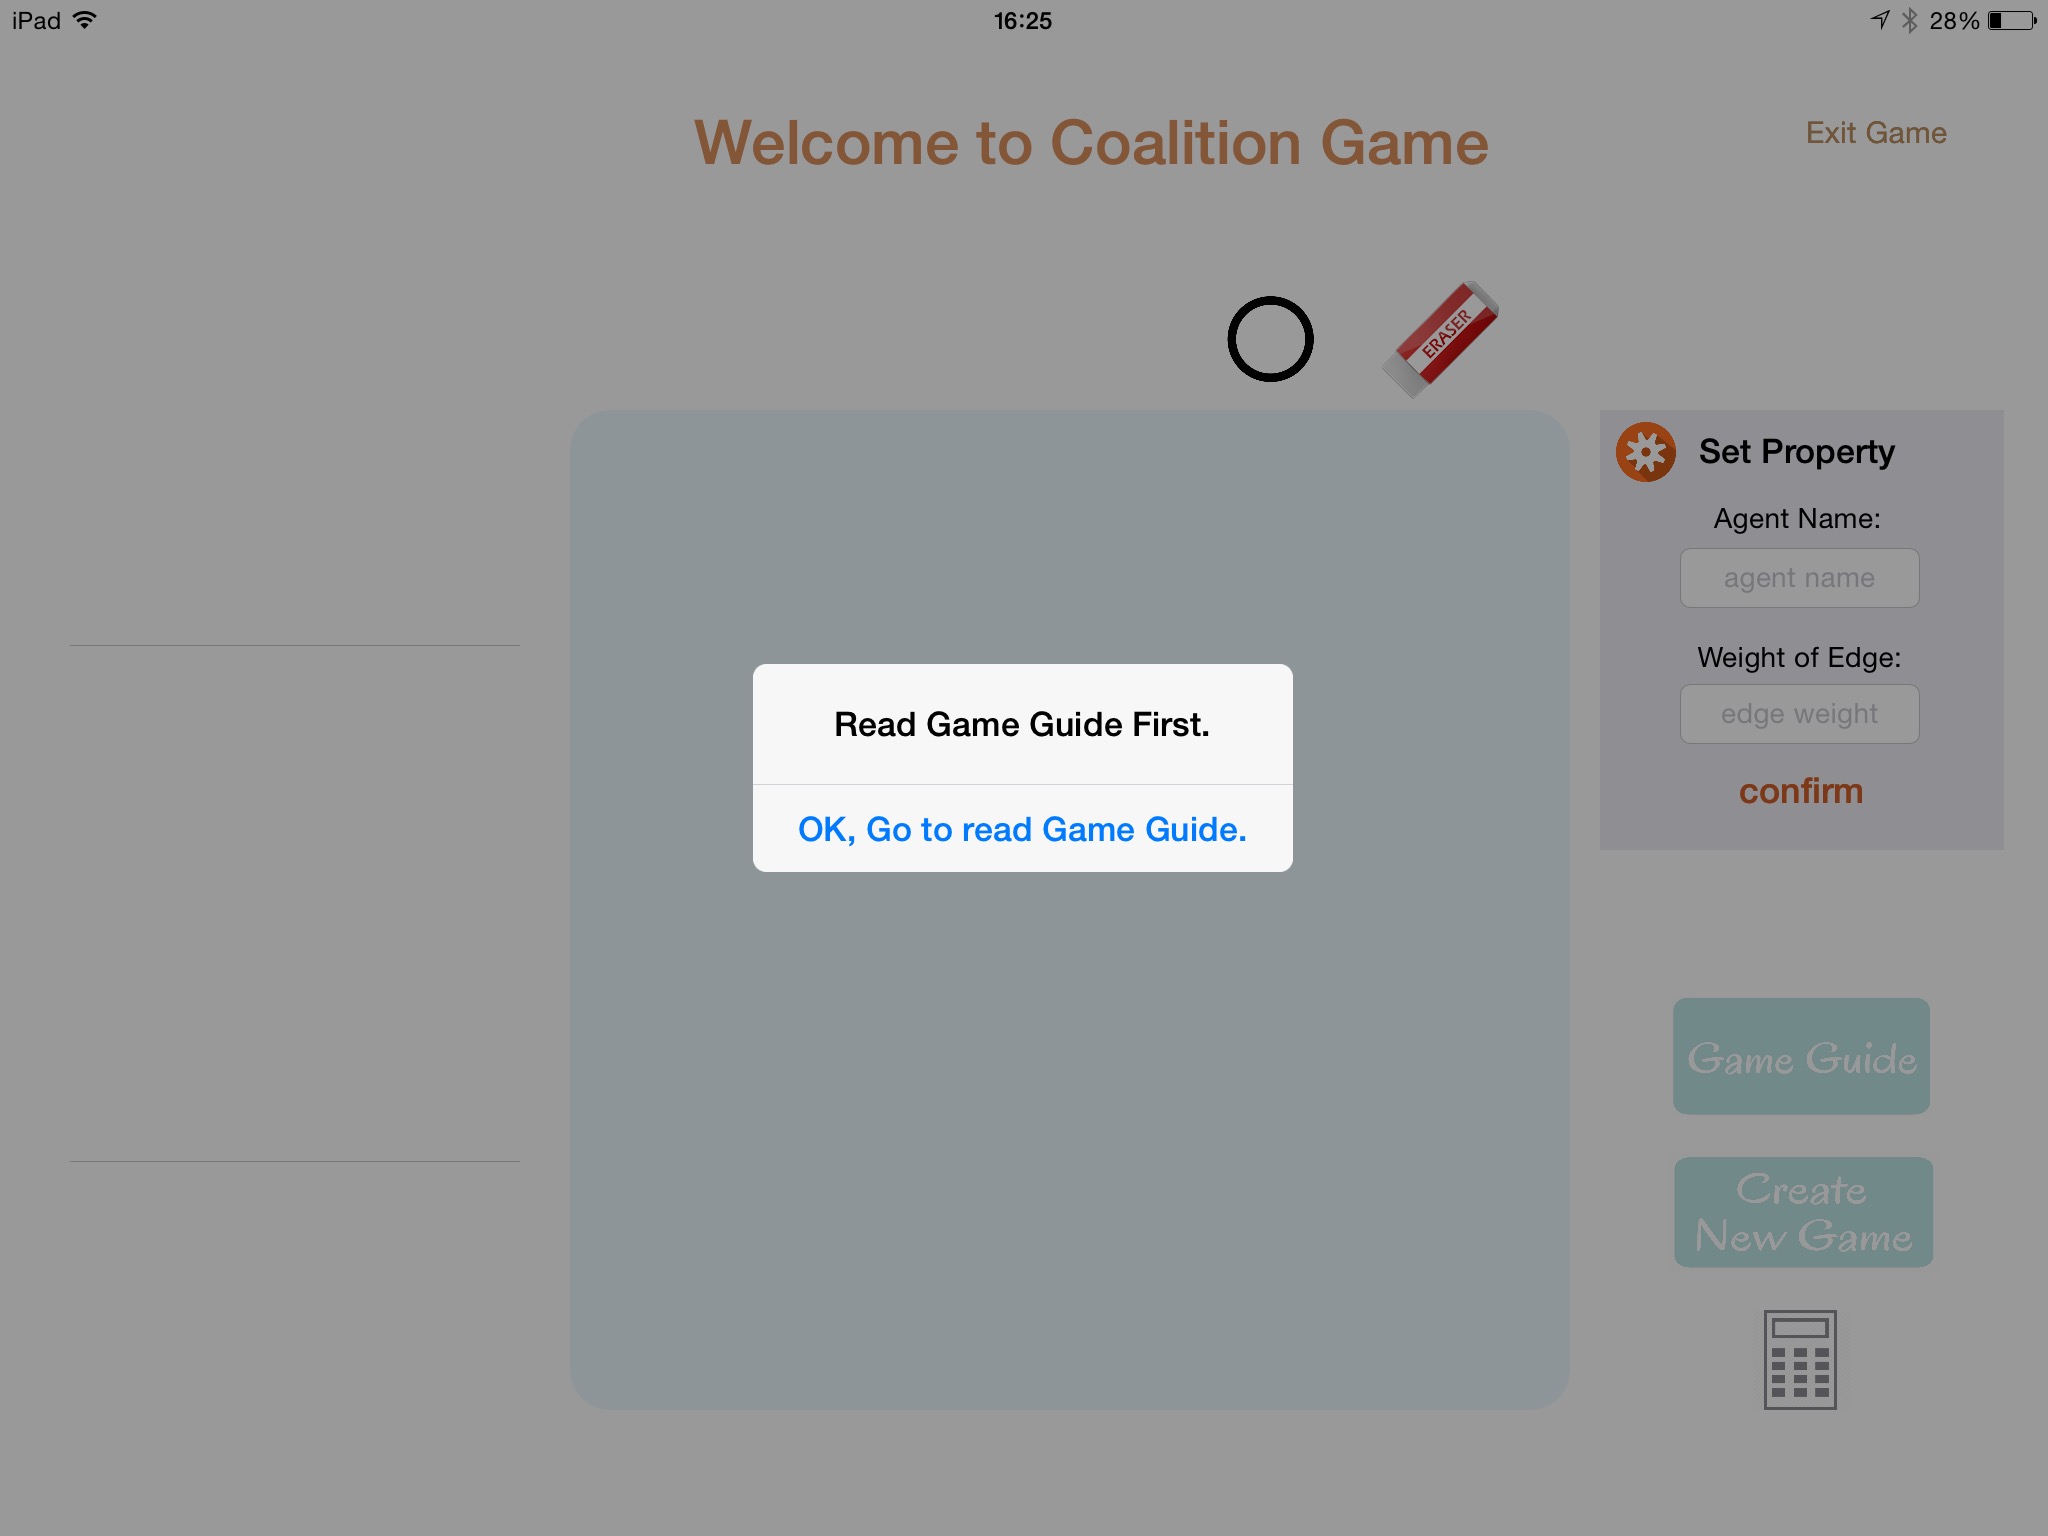 iPad 16:25 28%
Welcome to Coalition Game
Exit Game
ERASER
Set Property
Agent Name:
agent name
Weight of Edge:
edge weight
confirm
Read Game Guide First.
OK, Go to read Game Guide.
Game Guide
Create
New Game